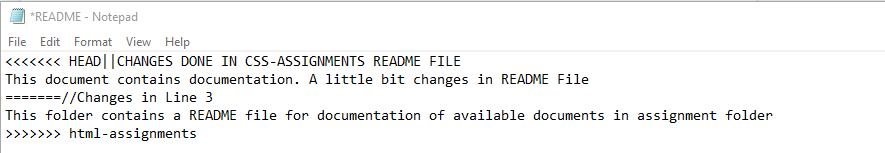 *README - Notepad
File Edit Format View Help
<<<<<<< HEAD||CHANGES DONE IN CSS-ASSIGNMENTS README FILE
This document contains documentation. A little bit changes in README File
=======//Changes in Line 3
This folder contains a README file for documentation of available documents in assignment folder
>>>>>>> html-assignments